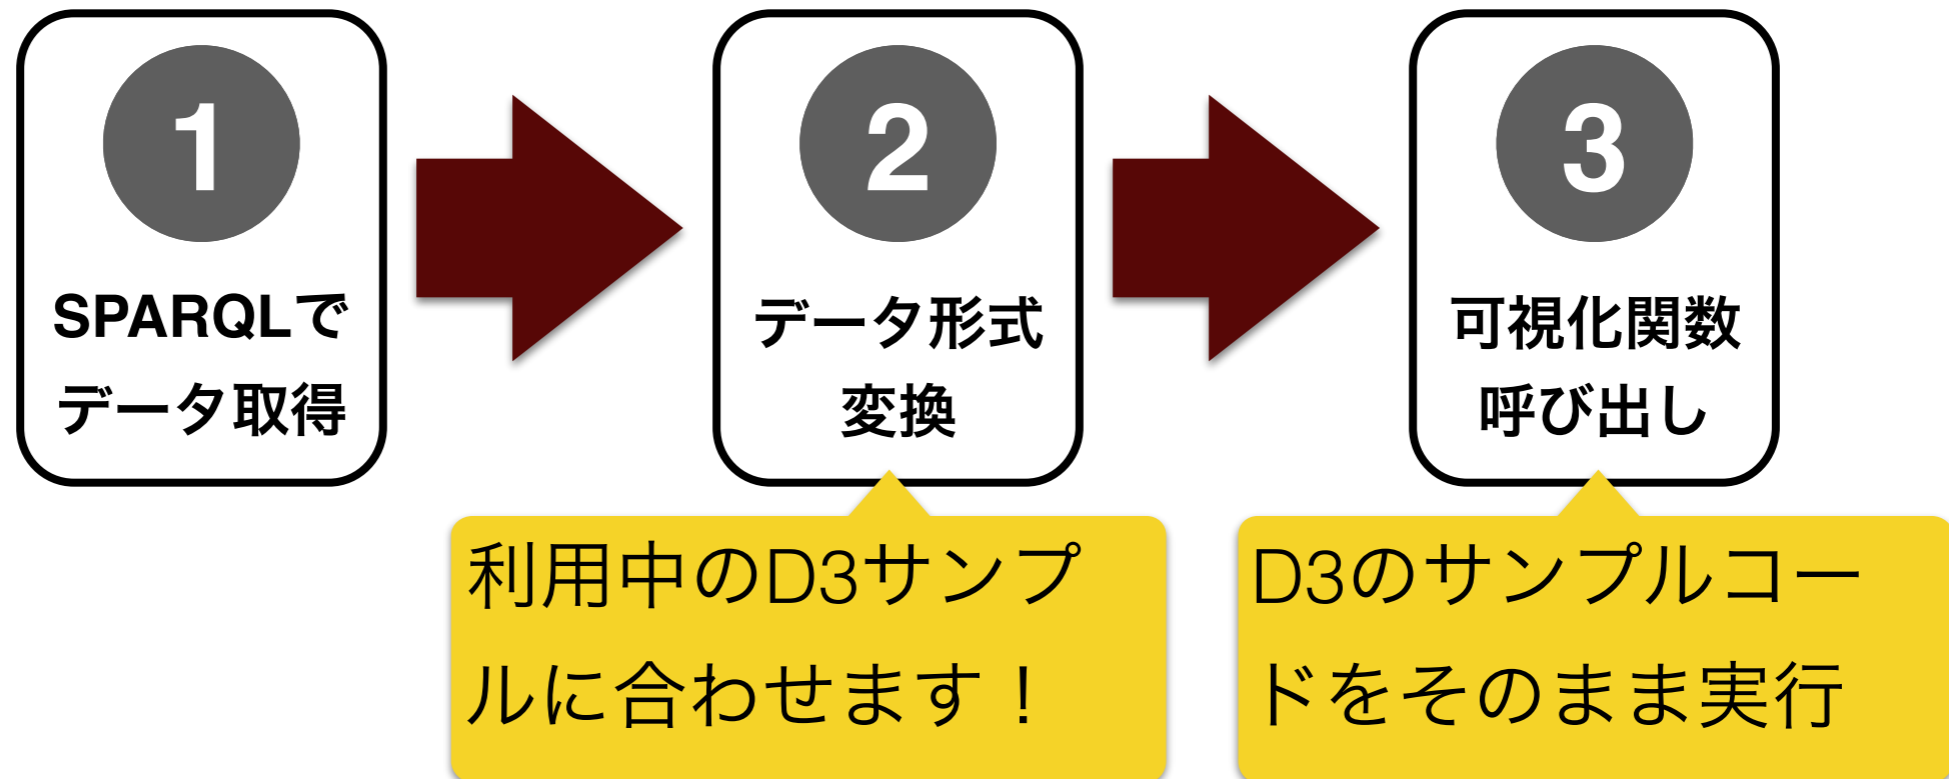 1
SPARQLで
データ取得
2
データ形式
変換
3
可視化関数
呼び出し
利用中のD3サンプ
ルに合わせます！
D3のサンプルコー
ドをそのまま実行